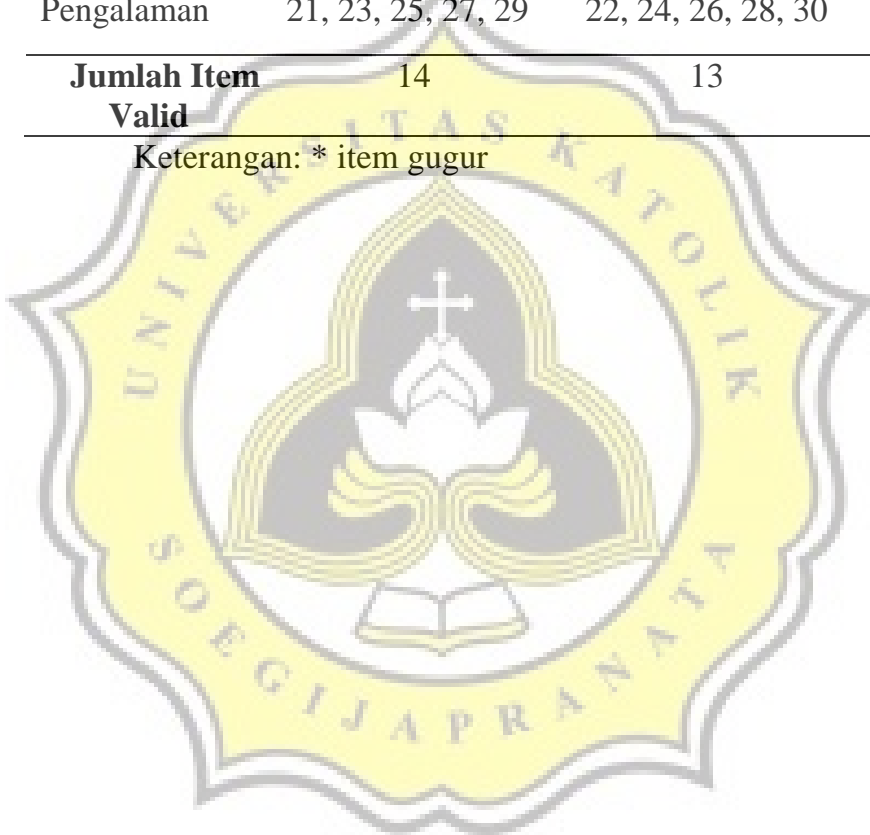 Pengalaman 21, 23, 25, 27, 29 22, 24, 26, 28, 30
Jumlah Item 14 13
Valid
Keterangan: * item gugur
UNIVERSITAS KATOLIK
SOEGIJAPRANATA